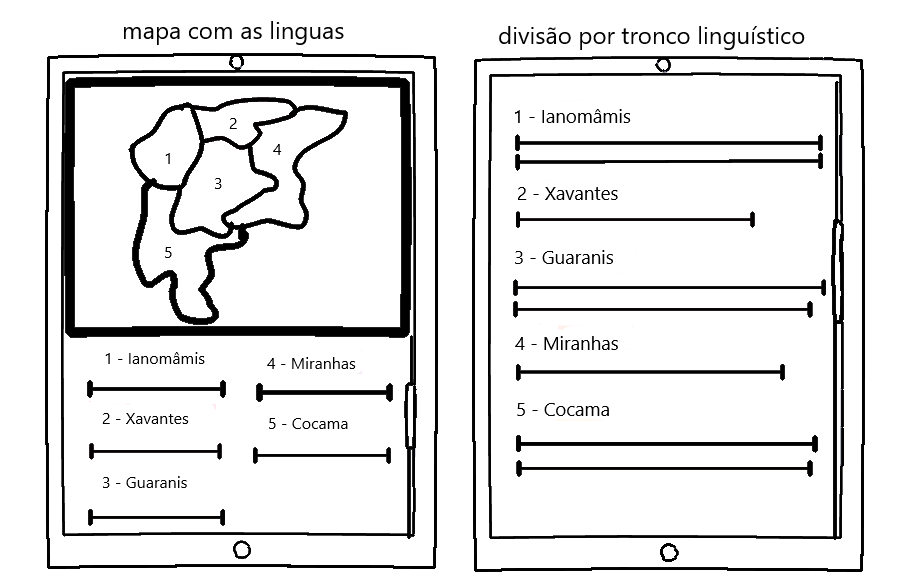 mapa com as linguas
1
2
3
4
5
1 - Ianomâmis
2 - Xavantes
3 - Guaranis
4 - Miranhas
5 - Cocama
divisão por tronco linguístico
1 - Ianomâmis
2 - Xavantes
3 - Guaranis
4 - Miranhas
5 - Cocama